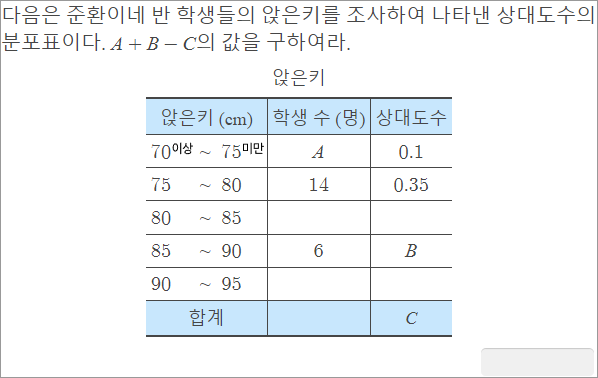 다음은 준환이네 반 학생들의 앉은키를 조사하여 나타낸 상대도수의
분포표이다. A + B − C의 값을 구하여라.
앉은키
앉은키 (cm) 학생 수 (명) 상대도수
70이상 ~ 75미만 A 0.1
75 ~ 80 14 0.35
80 ~ 85
85 ~ 90 6 B
90 ~ 95
합계 C